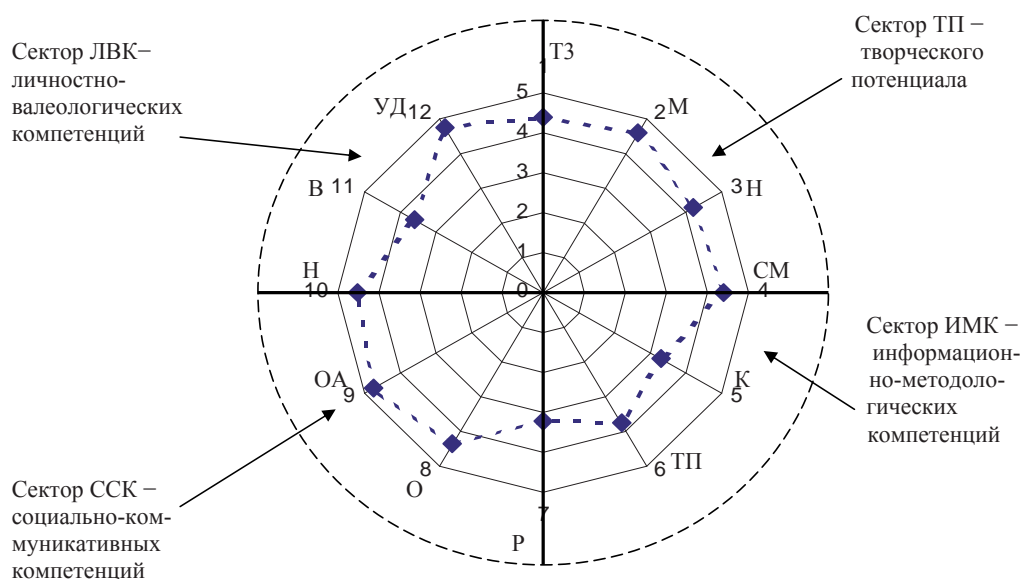 Сектор ЛВК−
личностно-
валеологических
компетенций
Сектор ТП −
творческого
потенциала
Т3
1
5
4
3
2
1
0
2 М
3 Н
СМ
4
К
5
6 ТП
7
Р
8
О
ОА
9
Н
10
В 11
УД 12
Сектор ИМК −
информацион-
но-методоло-
гических
компетенций
Сектор ССК −
социально-ком-
муникативных
компетенций